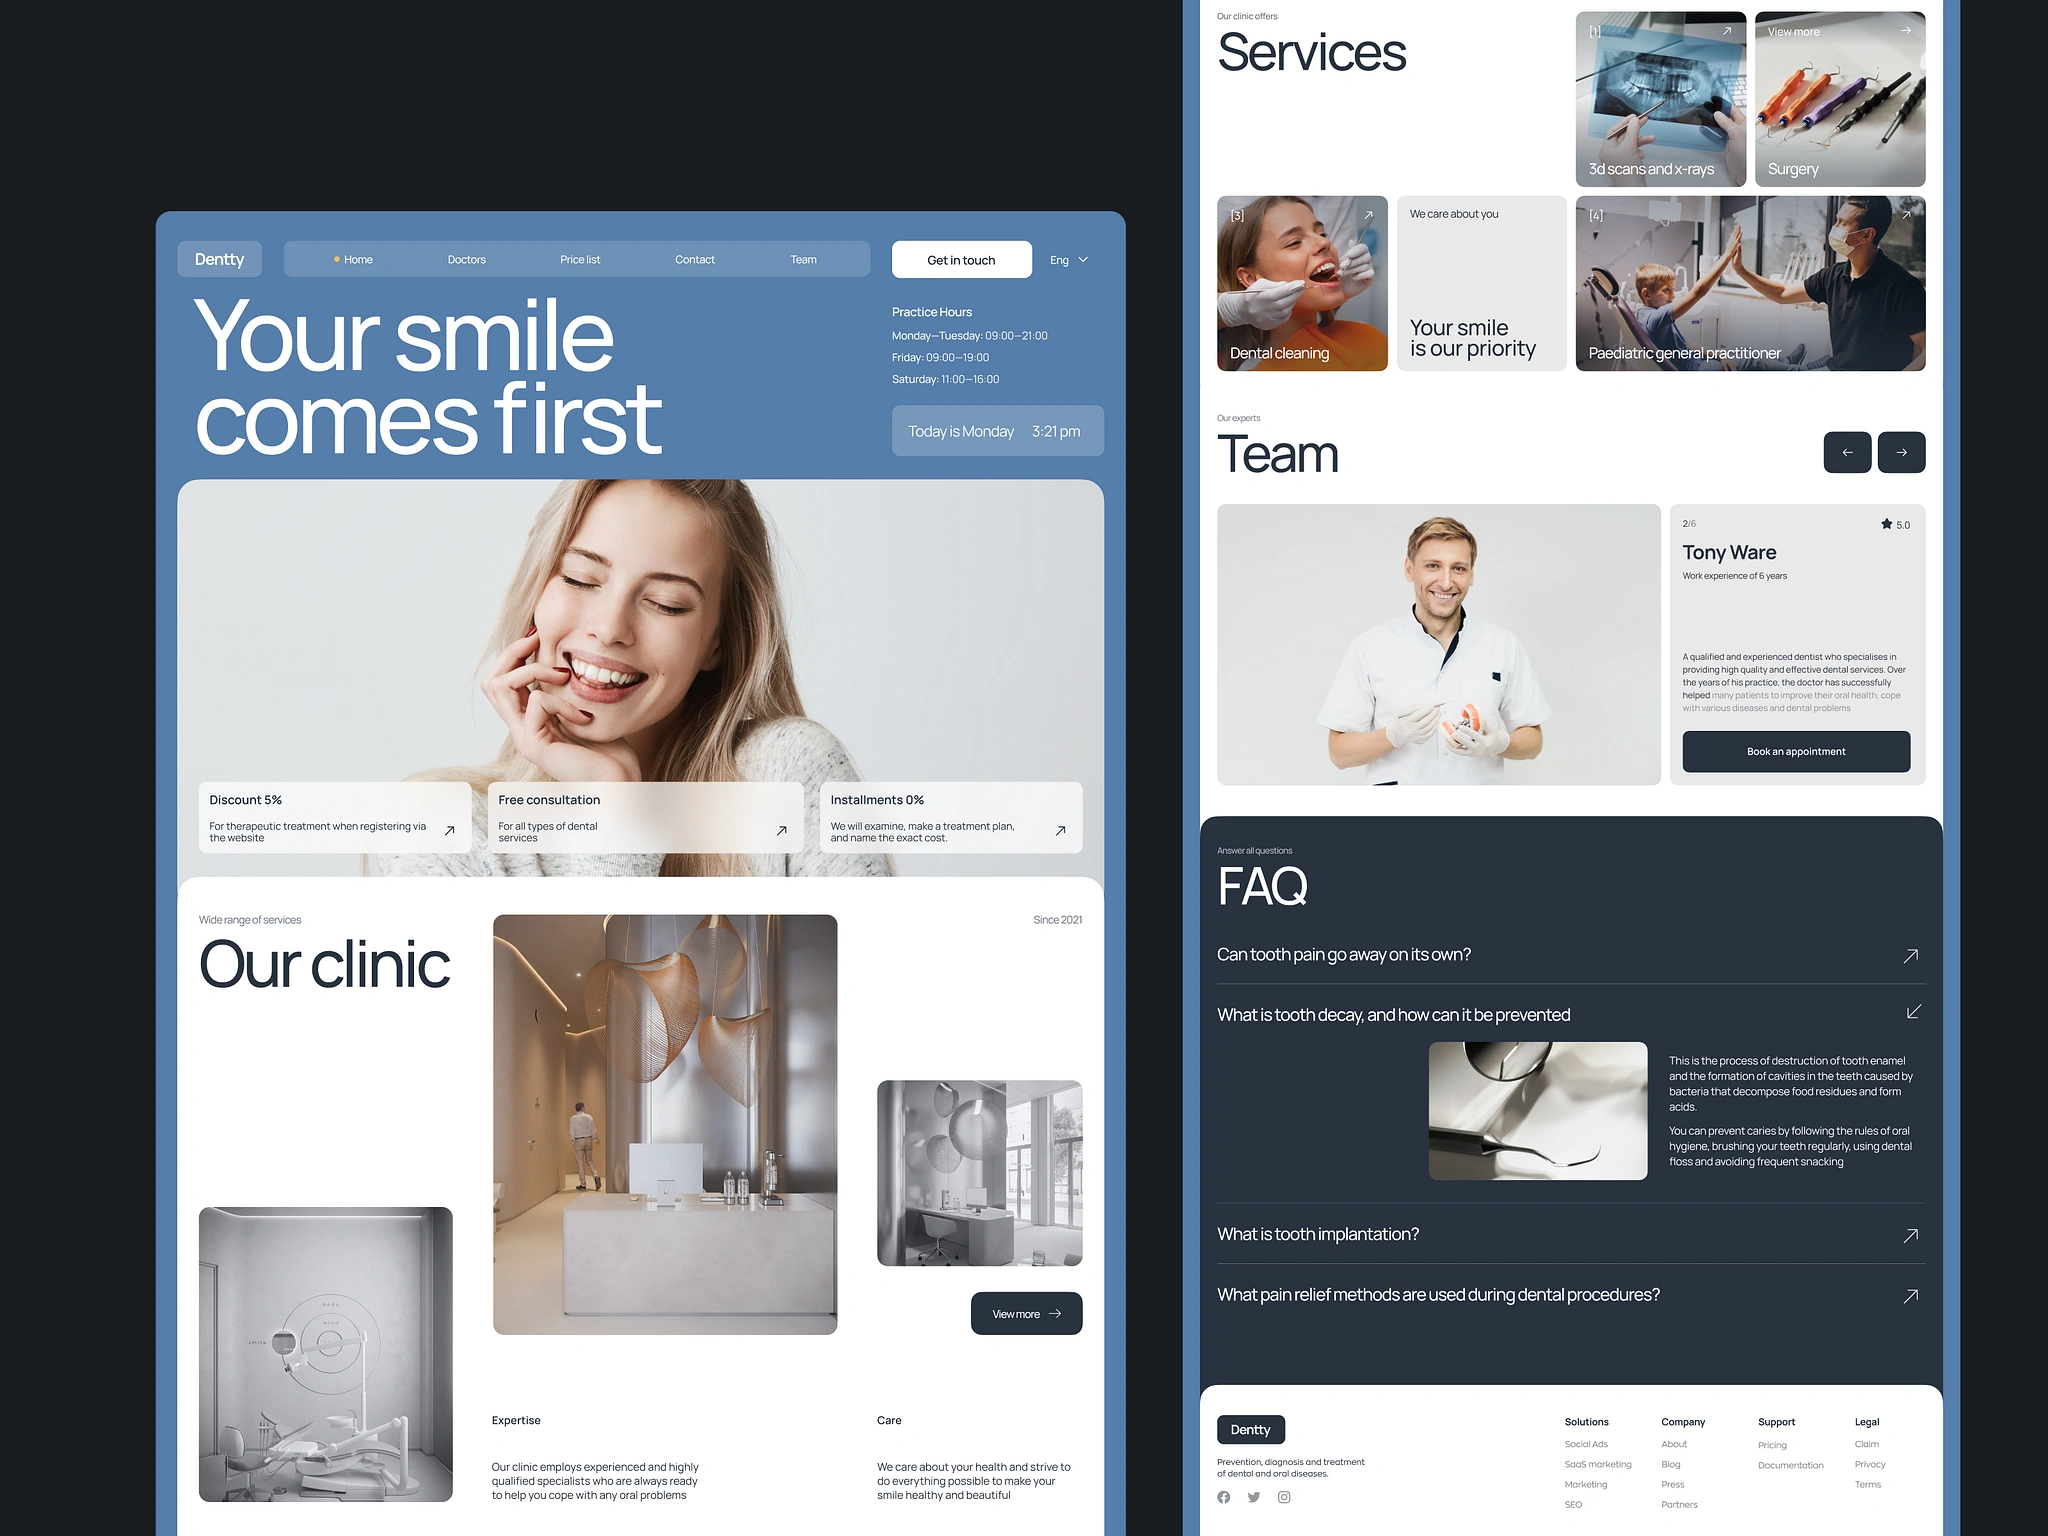 Dentty
Home
Doctors
Price list
Contact
Team
Get in touch
Eng
Your smile
comes first
Practice Hours
Monday—Tuesday: 09:00—21:00
Friday: 09:00—19:00
Saturday: 11:00—16:00
Today is Monday 3:21 pm
Discount 5%
For therapeutic treatment when registering via
the website
Free consultation
For all types of dental
services
Installments 0%
We will examine, make a treatment plan,
and name the exact cost.
Wide range of services
Since 2021
Our clinic
body
mind
smile
View more
Expertise
Our clinic employs experienced and highly
qualified specialists who are always ready
to help you cope with any oral problems
Care
We care about your health and strive to
do everything possible to make your
smile healthy and beautiful
Our clinic offers
Services
[1]
3d scans and x-rays
View more
Surgery
[3]
Dental cleaning
We care about you
Your smile
is our priority
[4]
Paediatric general practitioner
Our experts
Team
2/6
5.0
Tony Ware
Work experience of 6 years
A qualified and experienced dentist who specialises in
providing high quality and effective dental services. Over
the years of his practice, the doctor has successfully
helped many patients to improve their oral health, cope
with various diseases and dental problems
Book an appointment
Answer all questions
FAQ
Can tooth pain go away on its own?
What is tooth decay, and how can it be prevented
This is the process of destruction of tooth enamel
and the formation of cavities in the teeth caused by
bacteria that decompose food residues and form
acids.
You can prevent caries by following the rules of oral
hygiene, brushing your teeth regularly, using dental
floss and avoiding frequent snacking
What is tooth implantation?
What pain relief methods are used during dental procedures?
Dentty
Prevention, diagnosis and treatment
of dental and oral diseases.
Solutions
Social Ads
SaaS marketing
Marketing
SEO
Company
About
Blog
Press
Partners
Support
Pricing
Documentation
Legal
Claim
Privacy
Terms